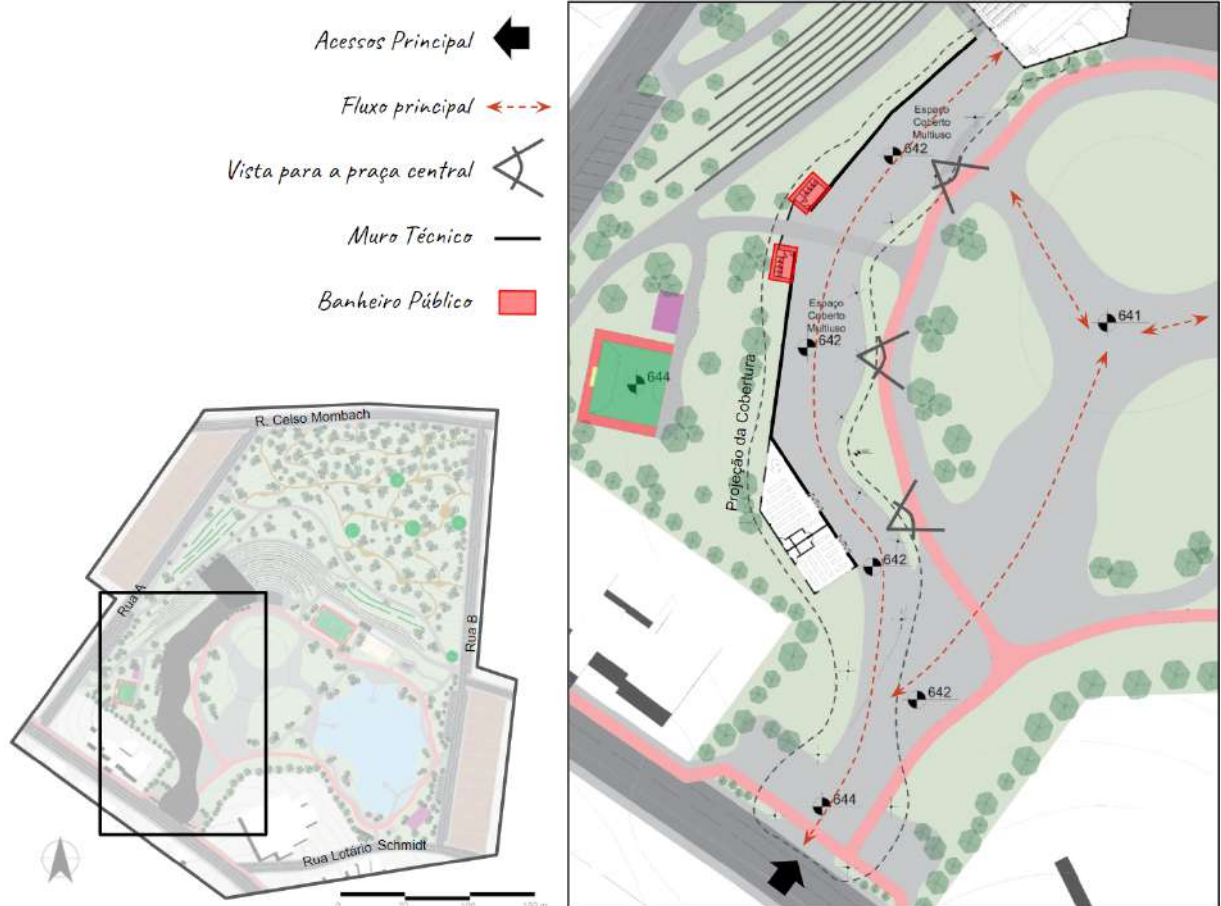 Acessos Principal
Fluxo principal
Vista para a praça central
Muro Técnico
Banheiro Público
R. Celso Mombach
Rua A
Rua B
Rua Lotário Schmidt
Espaço
Coberto
Multiuso
642
641
Espaço
Coberto
Multiuso
642
644
Projeção da Cobertura
642
642
644